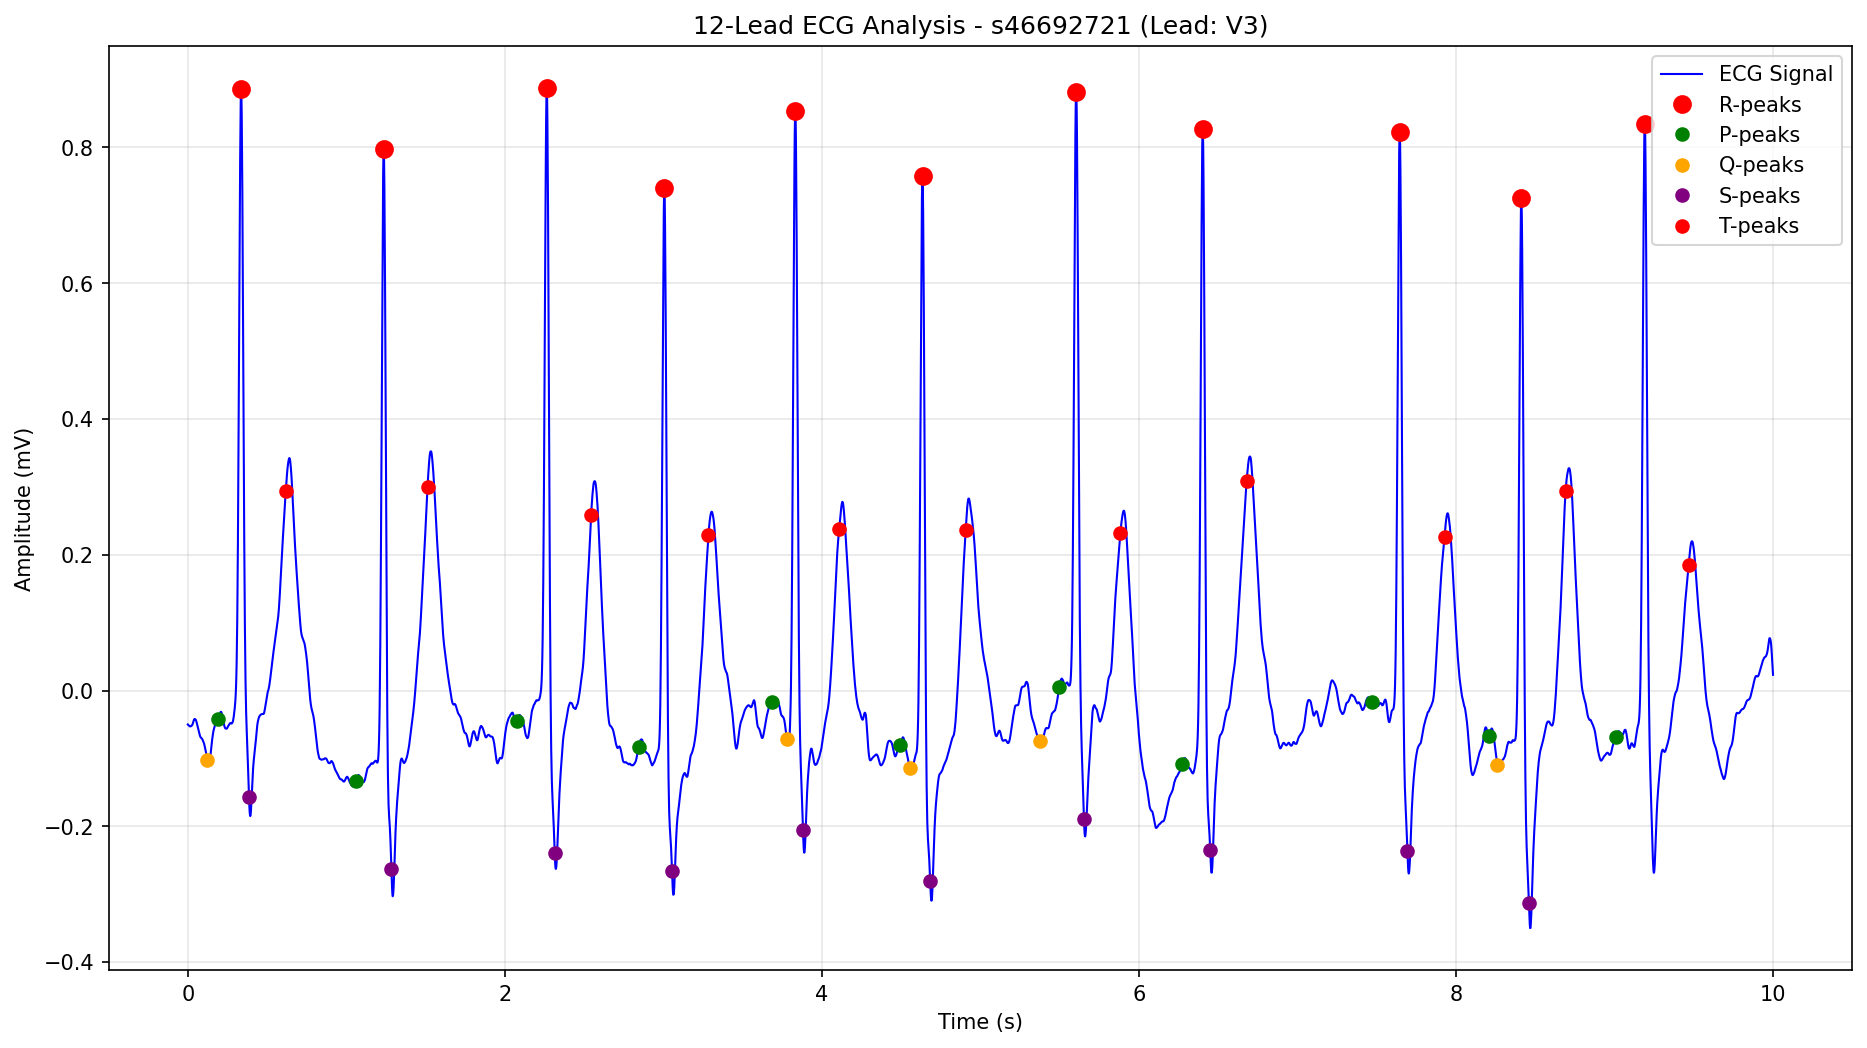 12-Lead ECG Analysis - s46692721 (Lead: V3)
ECG Signal
R-peaks
P-peaks
Q-peaks
S-peaks
T-peaks
Amplitude (mV)
0.8
0.6
0.4
0.2
0.0
−0.2
−0.4
0 2 4 6 8 10
Time (s)